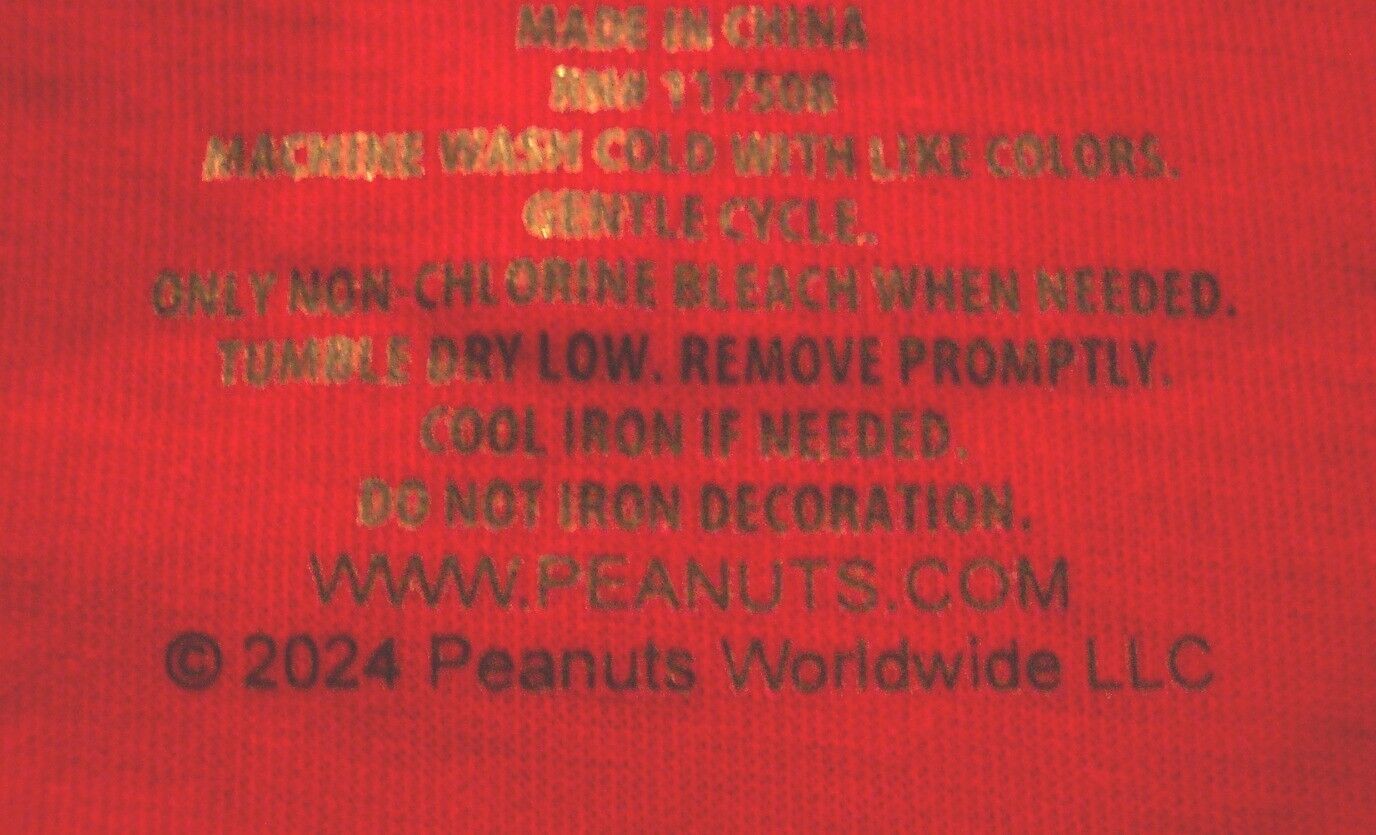 MADE IN CHINA
RN# 117508
MACHINE WASH COLD WITH LIKE COLORS.
GENTLE CYCLE.
ONLY NON-CHLORINE BLEACH WHEN NEEDED.
TUMBLE DRY LOW. REMOVE PROMPTLY.
COOL IRON IF NEEDED.
DO NOT IRON DECORATION.
WWW.PEANUTS.COM
© 2024 Peanuts Worldwide LLC